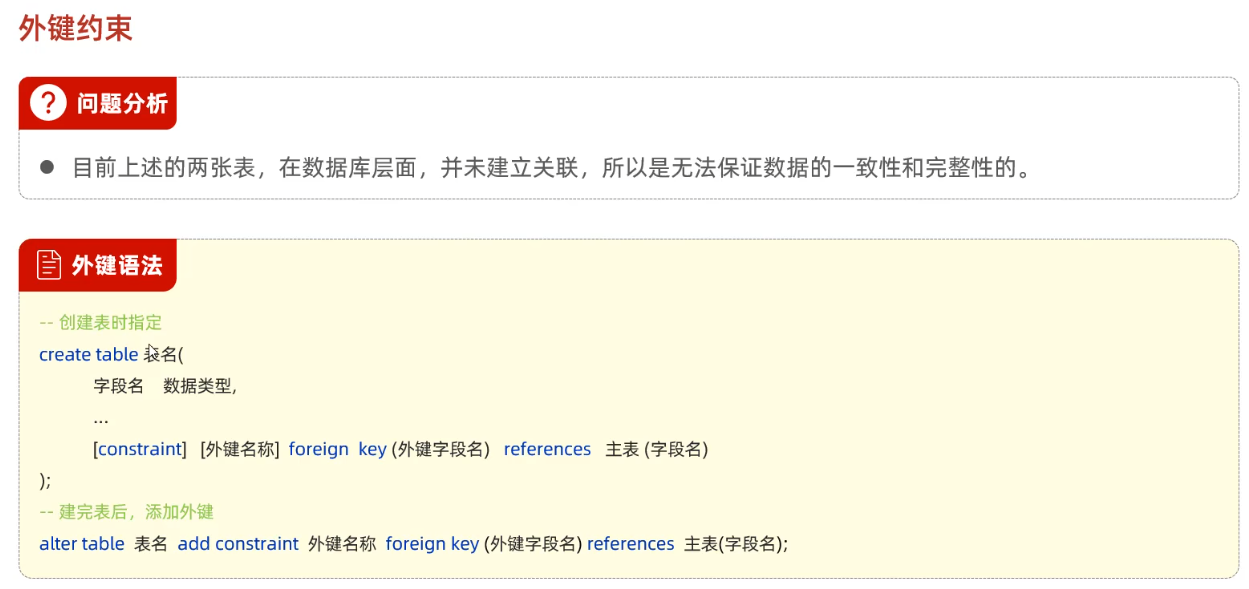 外键约束
? 问题分析
● 目前上述的两张表，在数据库层面，并未建立关联，所以是无法保证数据的一致性和完整性的。
外键语法
-- 创建表时指定
create table 表名(
字段名 数据类型,
...
[constraint] [外键名称] foreign key (外键字段名) references 主表 (字段名)
);
-- 建完表后，添加外键
alter table 表名 add constraint 外键名称 foreign key (外键字段名) references 主表(字段名);